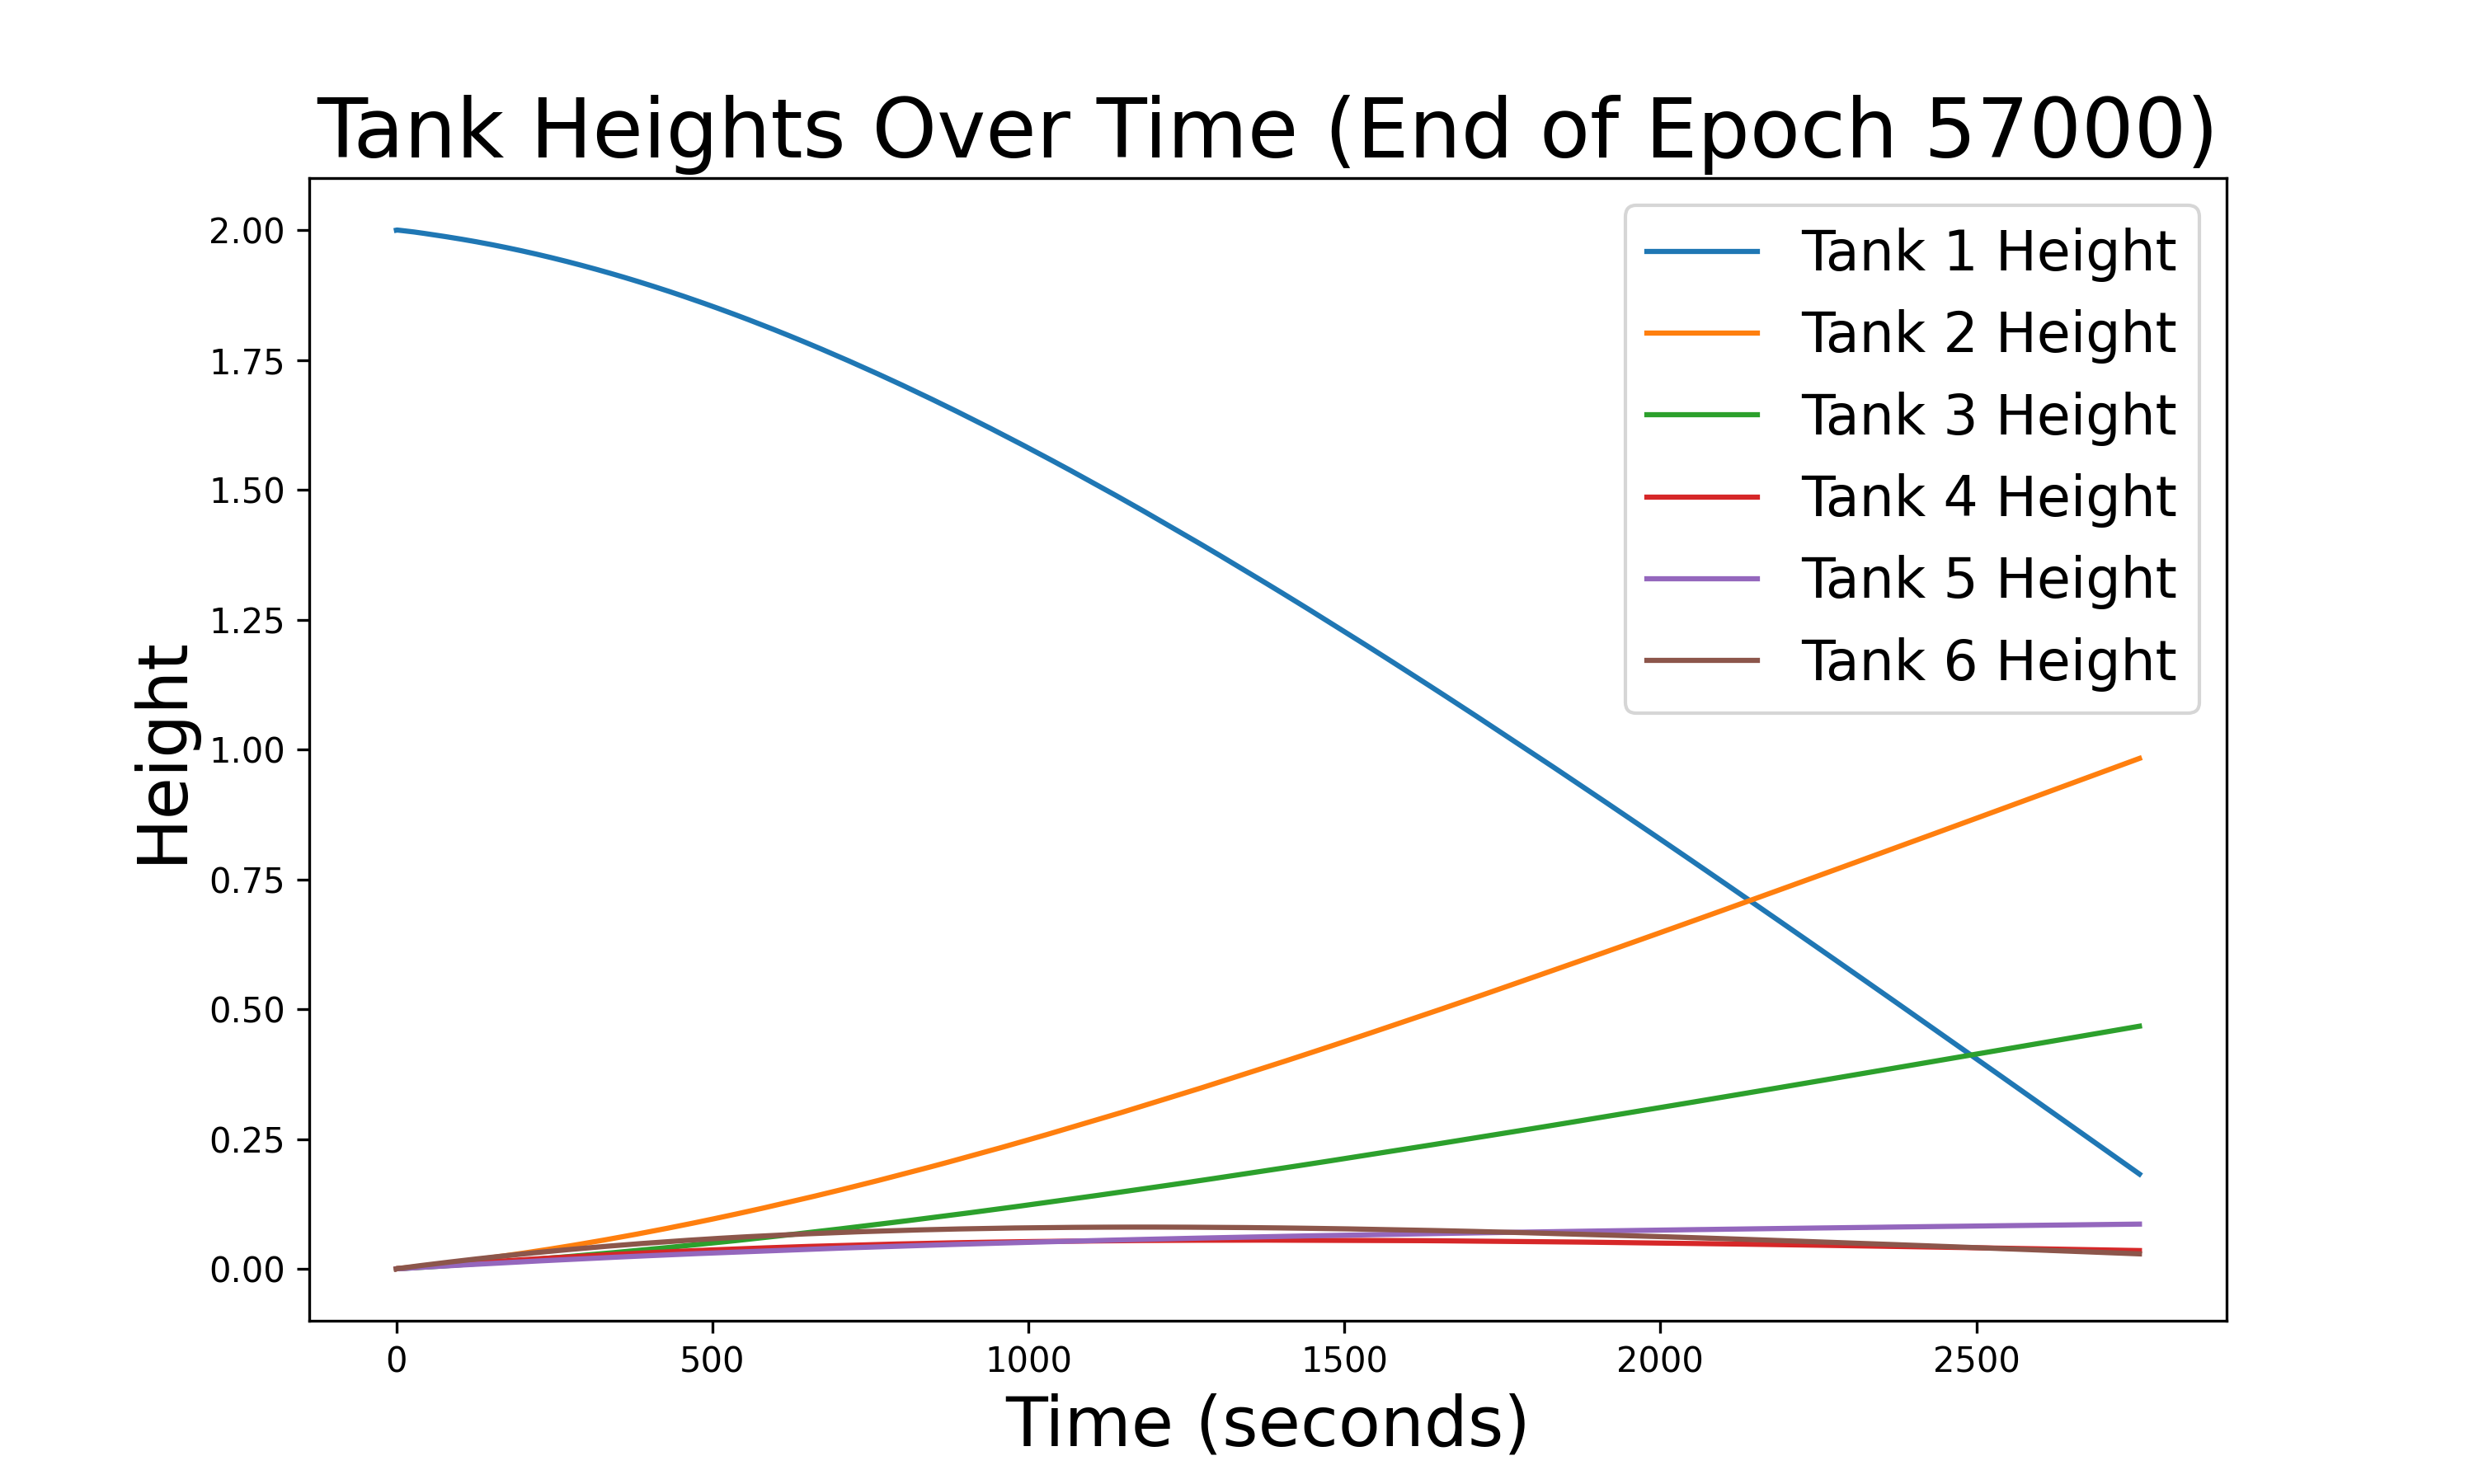 Tank Heights Over Time (End of Epoch 57000)
2.00
1.75
1.50
1.25
1.00
0.75
0.50
0.25
0.00
Height
Tank 1 Height
Tank 2 Height
Tank 3 Height
Tank 4 Height
Tank 5 Height
Tank 6 Height
0 500 1000 1500 2000 2500
Time (seconds)